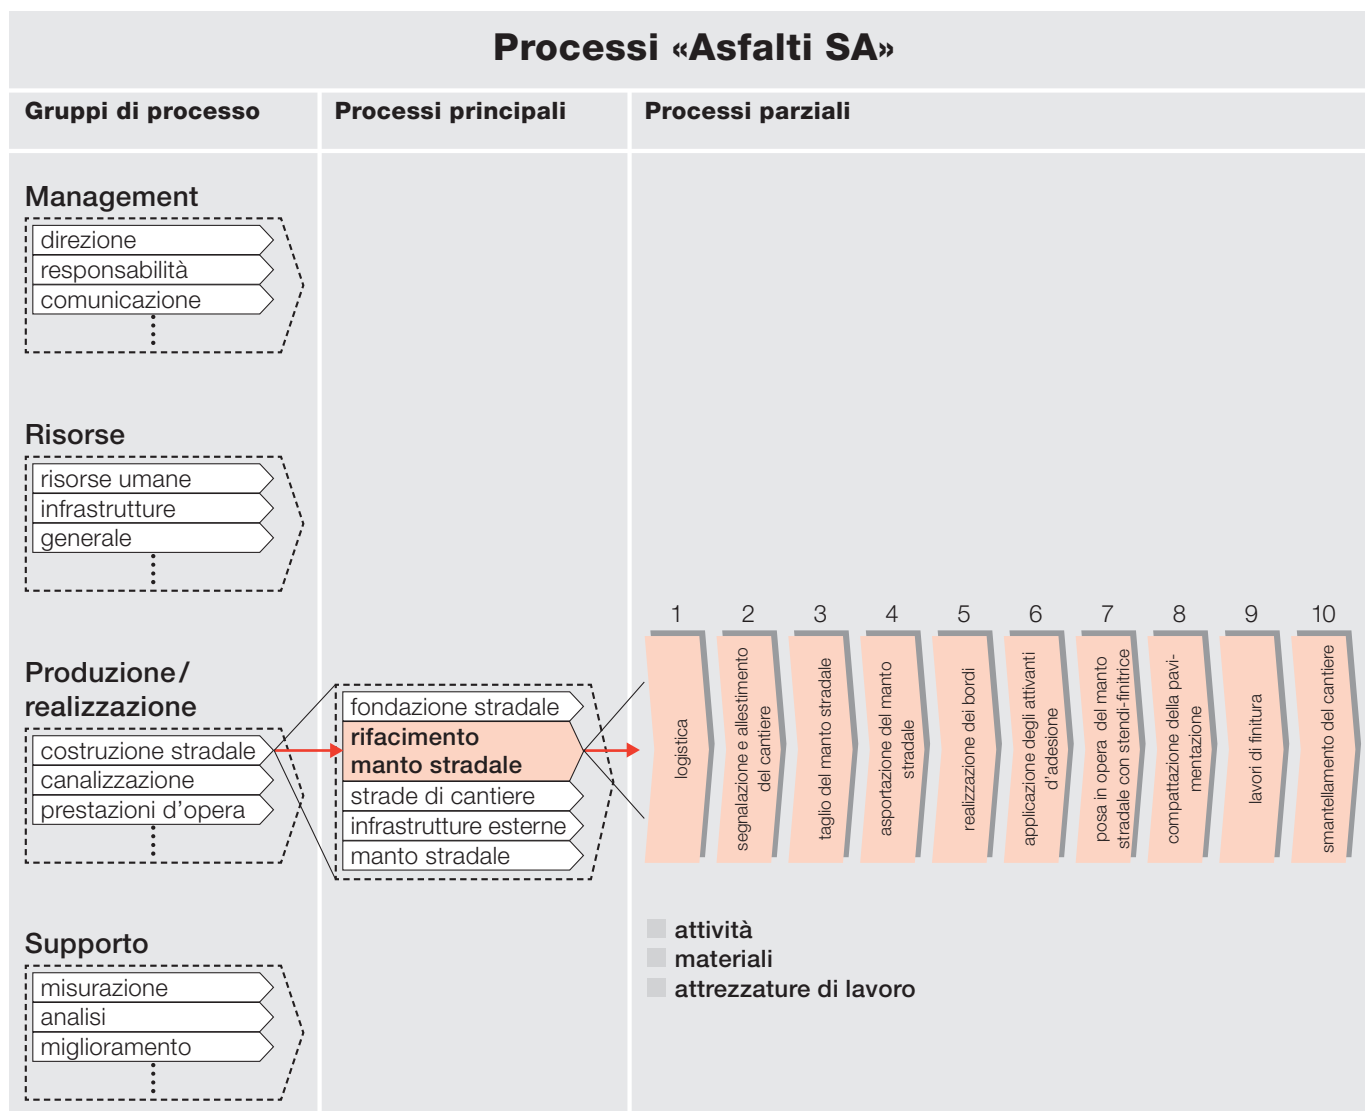 Processi «Asfalti SA»
Gruppi di processo
Processi principali
Processi parziali
Management
direzione
responsabilità
comunicazione
Risorse
risorse umane
infrastrutture
generale
Produzione/
realizzazione
costruzione stradale
canalizzazione
prestazioni d'opera
fondazione stradale
rifacimento
manto stradale
strade di cantiere
infrastrutture esterne
manto stradale
1
logistica
2
segnalazione e allestimento
del cantiere
3
taglio del manto stradale
4
asportazione del manto
stradale
5
realizzazione dei bordi
6
applicazione degli attivanti
d'adesione
7
posa in opera del manto
stradale con stendi-finitrice
8
compattazione della pavi-
mentazione
9
lavori di finitura
10
smantellamento del cantiere
attività
materiali
attrezzature di lavoro
Supporto
misurazione
analisi
miglioramento